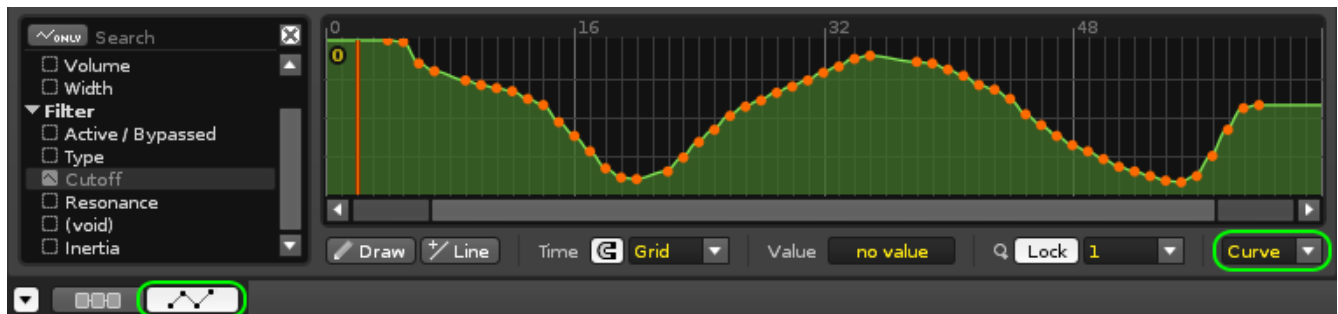 ONLY Search
Volume
Width
Filter
Active / Bypassed
Type
Cutoff
Resonance
(void)
Inertia
0 16 32 48
0
Draw +/ Line Time Grid Value no value Lock 1 Curve